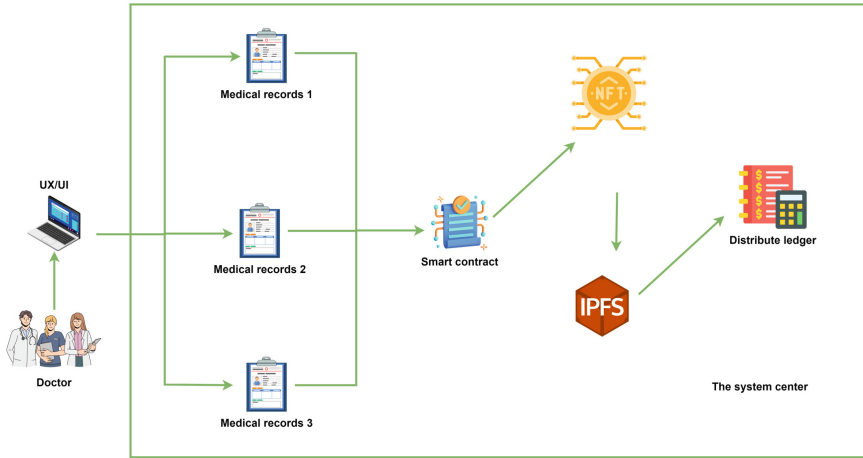 Medical records 1
NFT
UX/UI
Distribute ledger
Medical records 2
Smart contract
IPFS
Doctor
The system center
Medical records 3